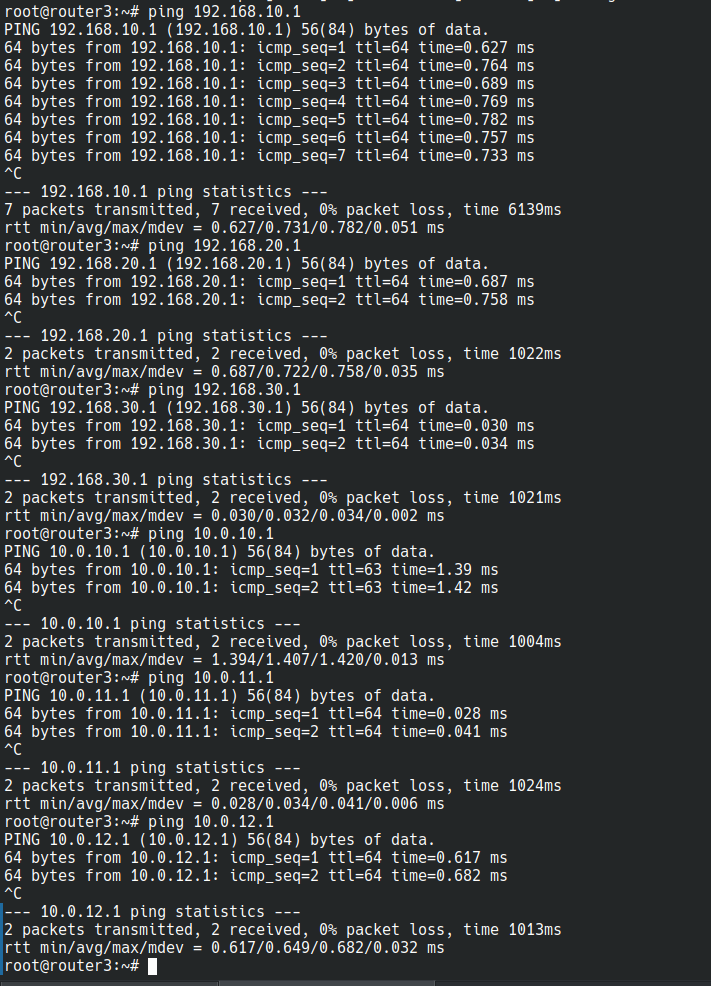 root@router3:~# ping 192.168.10.1
PING 192.168.10.1 (192.168.10.1) 56(84) bytes of data.
64 bytes from 192.168.10.1: icmp_seq=1 ttl=64 time=0.627 ms
64 bytes from 192.168.10.1: icmp_seq=2 ttl=64 time=0.764 ms
64 bytes from 192.168.10.1: icmp_seq=3 ttl=64 time=0.689 ms
64 bytes from 192.168.10.1: icmp_seq=4 ttl=64 time=0.769 ms
64 bytes from 192.168.10.1: icmp_seq=5 ttl=64 time=0.782 ms
64 bytes from 192.168.10.1: icmp_seq=6 ttl=64 time=0.757 ms
64 bytes from 192.168.10.1: icmp_seq=7 ttl=64 time=0.733 ms
^C
--- 192.168.10.1 ping statistics ---
7 packets transmitted, 7 received, 0% packet loss, time 6139ms
rtt min/avg/max/mdev = 0.627/0.731/0.782/0.051 ms
root@router3:~# ping 192.168.20.1
PING 192.168.20.1 (192.168.20.1) 56(84) bytes of data.
64 bytes from 192.168.20.1: icmp_seq=1 ttl=64 time=0.687 ms
64 bytes from 192.168.20.1: icmp_seq=2 ttl=64 time=0.758 ms
^C
--- 192.168.20.1 ping statistics ---
2 packets transmitted, 2 received, 0% packet loss, time 1022ms
rtt min/avg/max/mdev = 0.687/0.722/0.758/0.035 ms
root@router3:~# ping 192.168.30.1
PING 192.168.30.1 (192.168.30.1) 56(84) bytes of data.
64 bytes from 192.168.30.1: icmp_seq=1 ttl=64 time=0.030 ms
64 bytes from 192.168.30.1: icmp_seq=2 ttl=64 time=0.034 ms
^C
--- 192.168.30.1 ping statistics ---
2 packets transmitted, 2 received, 0% packet loss, time 1021ms
rtt min/avg/max/mdev = 0.030/0.032/0.034/0.002 ms
root@router3:~# ping 10.0.10.1
PING 10.0.10.1 (10.0.10.1) 56(84) bytes of data.
64 bytes from 10.0.10.1: icmp_seq=1 ttl=63 time=1.39 ms
64 bytes from 10.0.10.1: icmp_seq=2 ttl=63 time=1.42 ms
^C
--- 10.0.10.1 ping statistics ---
2 packets transmitted, 2 received, 0% packet loss, time 1004ms
rtt min/avg/max/mdev = 1.394/1.407/1.420/0.013 ms
root@router3:~# ping 10.0.11.1
PING 10.0.11.1 (10.0.11.1) 56(84) bytes of data.
64 bytes from 10.0.11.1: icmp_seq=1 ttl=64 time=0.028 ms
64 bytes from 10.0.11.1: icmp_seq=2 ttl=64 time=0.041 ms
^C
--- 10.0.11.1 ping statistics ---
2 packets transmitted, 2 received, 0% packet loss, time 1024ms
rtt min/avg/max/mdev = 0.028/0.034/0.041/0.006 ms
root@router3:~# ping 10.0.12.1
PING 10.0.12.1 (10.0.12.1) 56(84) bytes of data.
64 bytes from 10.0.12.1: icmp_seq=1 ttl=64 time=0.617 ms
64 bytes from 10.0.12.1: icmp_seq=2 ttl=64 time=0.682 ms
^C
--- 10.0.12.1 ping statistics ---
2 packets transmitted, 2 received, 0% packet loss, time 1013ms
rtt min/avg/max/mdev = 0.617/0.649/0.682/0.032 ms
root@router3:~#